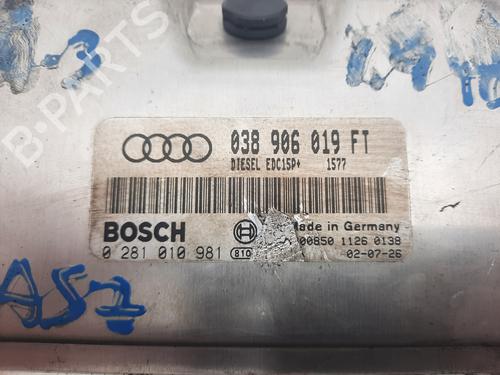 B-PARTS
038 906 019 FT
DIESEL EDC15P+ 1577
BOSCH
Made in Germany
00850 1126 0138
0 281 010 981 810 02-07-26